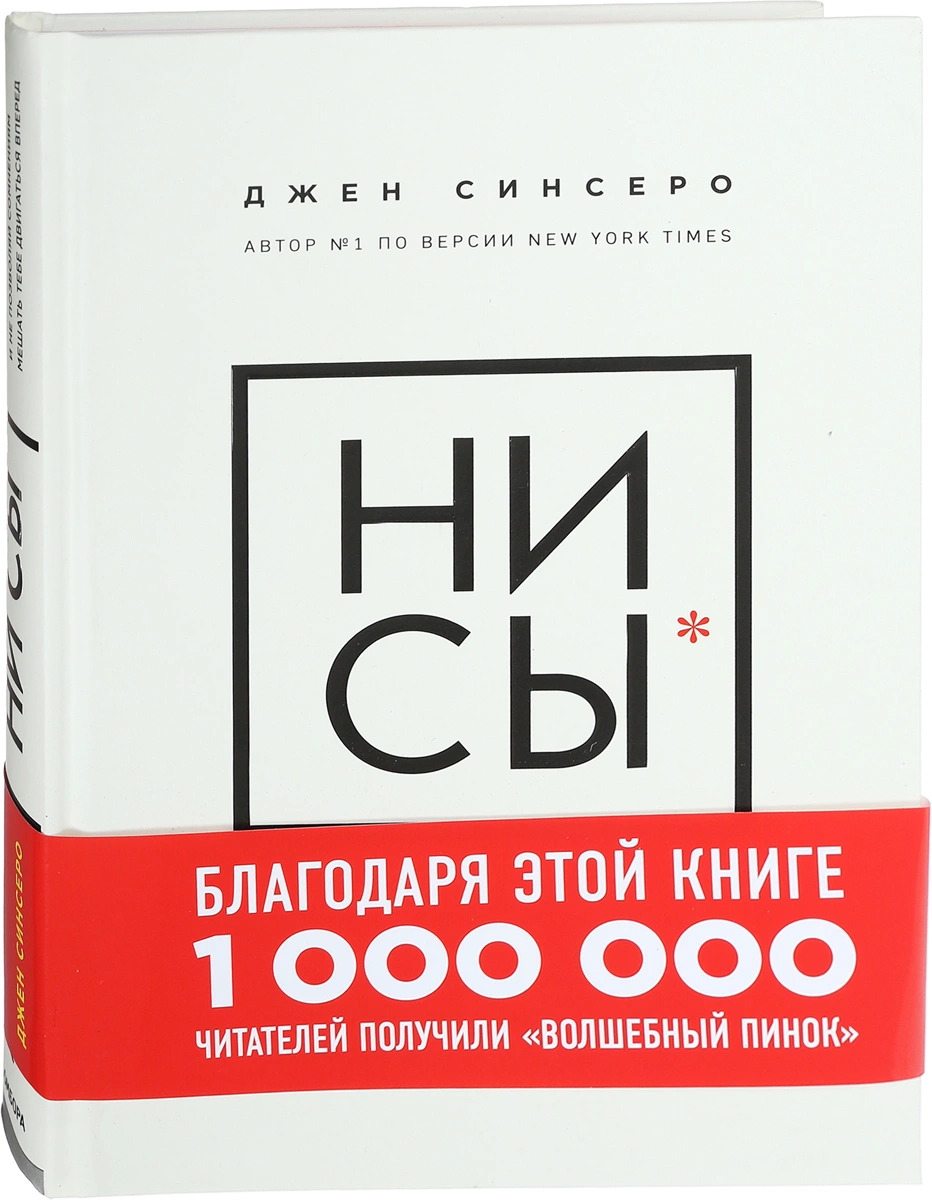 ДЖЕН СИНСЕРО
АВТОР №1 ПО ВЕРСИИ NEW YORK TIMES
НИ
СЫ*
БЛАГОДАРЯ ЭТОЙ КНИГЕ
1 000 000
ЧИТАТЕЛЕЙ ПОЛУЧИЛИ «ВОЛШЕБНЫЙ ПИНОК»
И НЕ ПОЗВОЛЯЙ СОМНЕНИЯМ
МЕШАТЬ ТЕБЕ ДВИГАТЬСЯ ВПЕРЕД
НИ СЫ
ДЖЕН СИНСЕРО